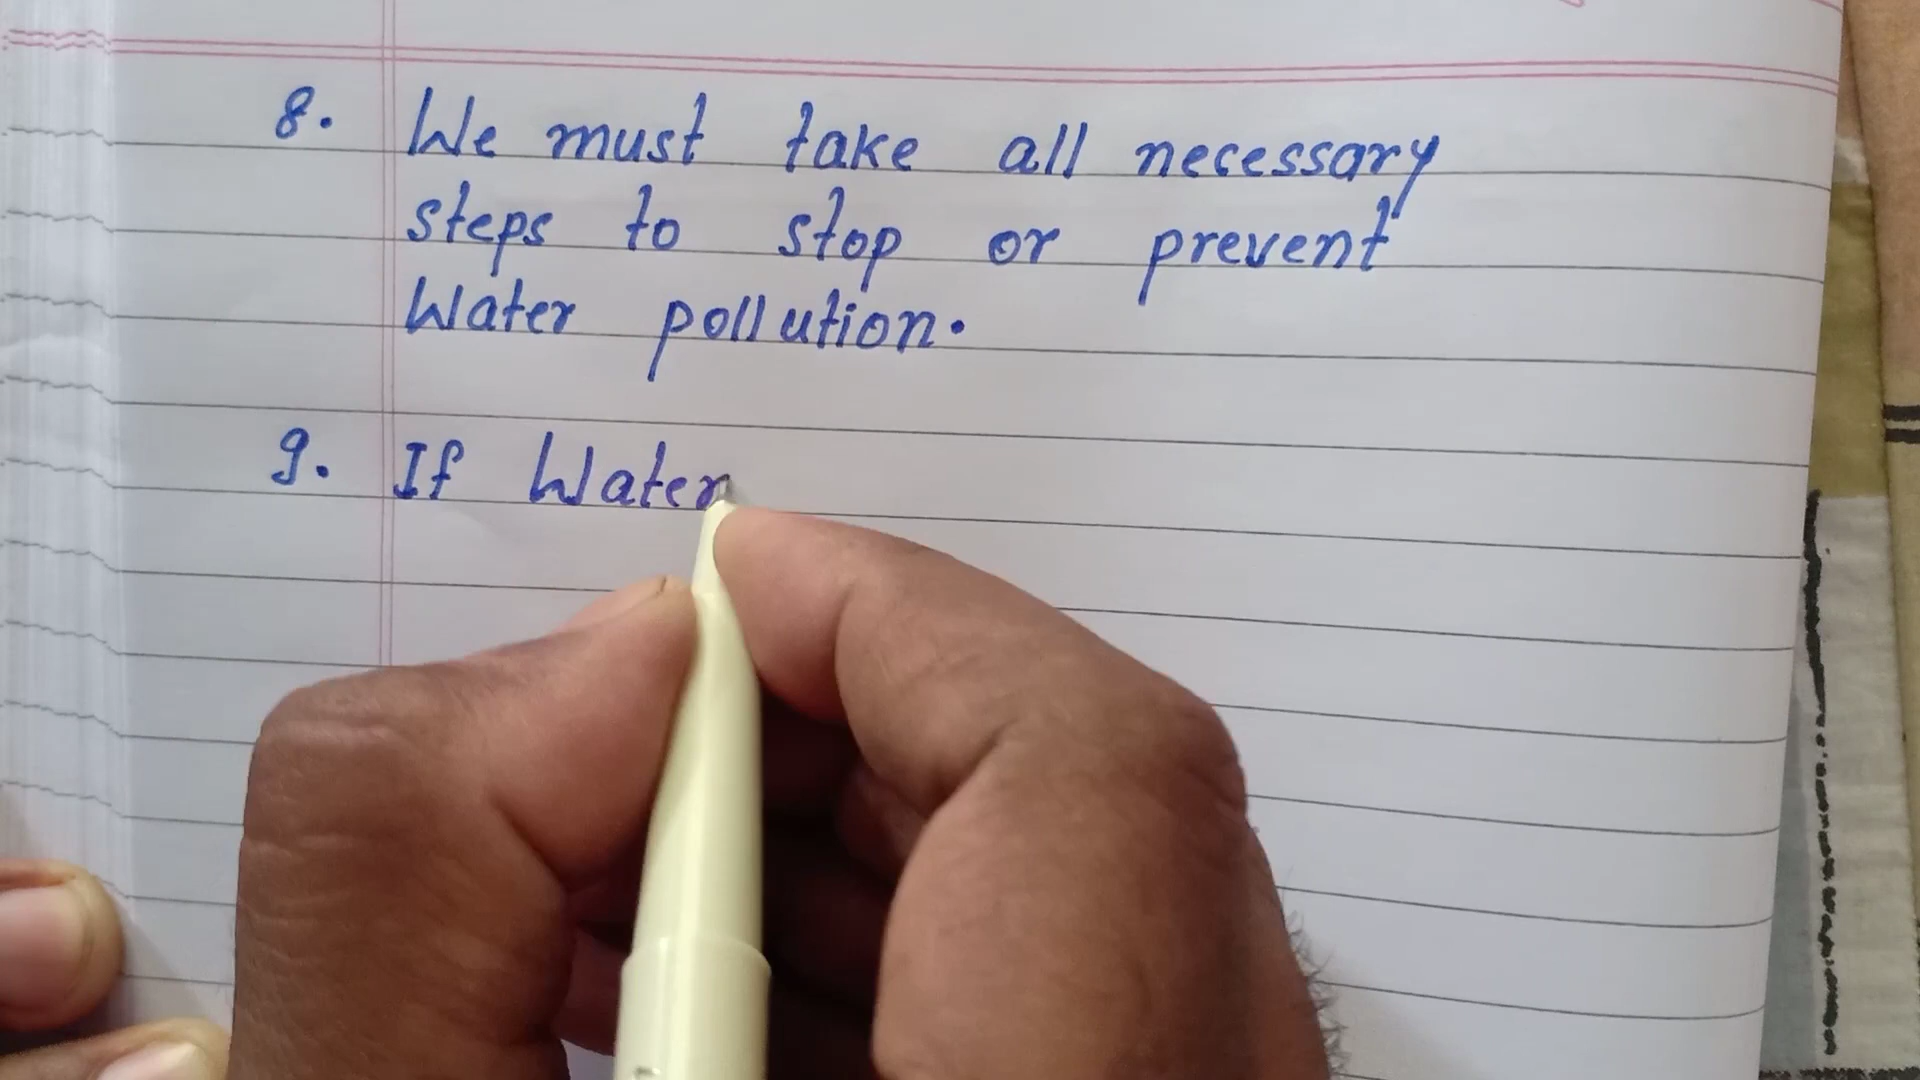 8. We must take all necessary
steps to stop or prevent
Water pollution.
9. If Water